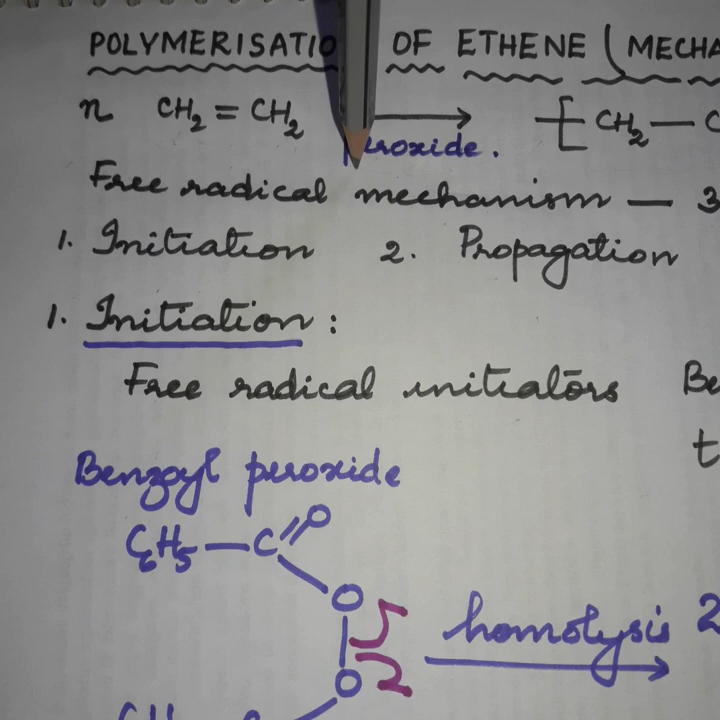 POLYMERISATIO OF ETHENE (MECHA
n CH₂ = CH₂ → [ CH₂ — C
peroxide.
Free radical mechanism — 3
1. Initiation 2. Propagation
1. Initiation :
Free radical initiators Be
t
Benzoyl peroxide
C₆H₅ — C // O
O
homolysis 2
O